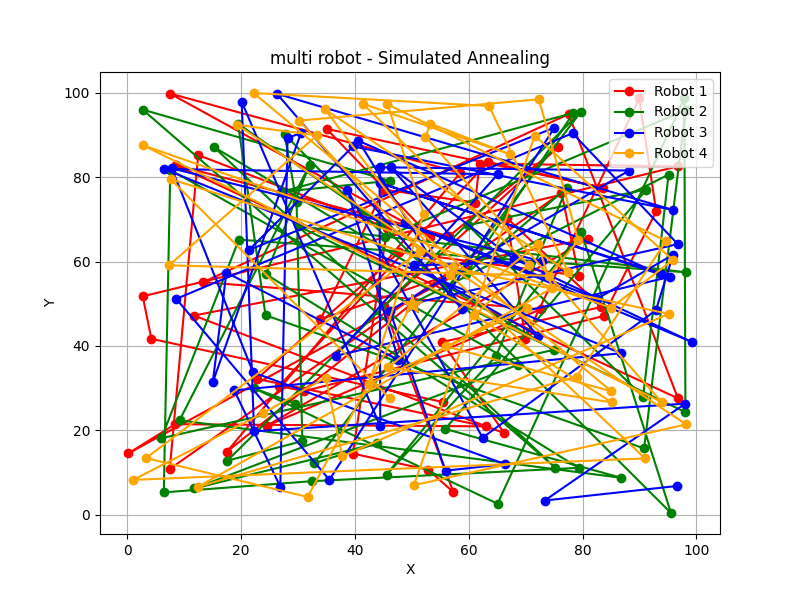 multi robot - Simulated Annealing
Robot 1
Robot 2
Robot 3
Robot 4
100
80
60
40
20
0
Y
0 20 40 60 80 100
X